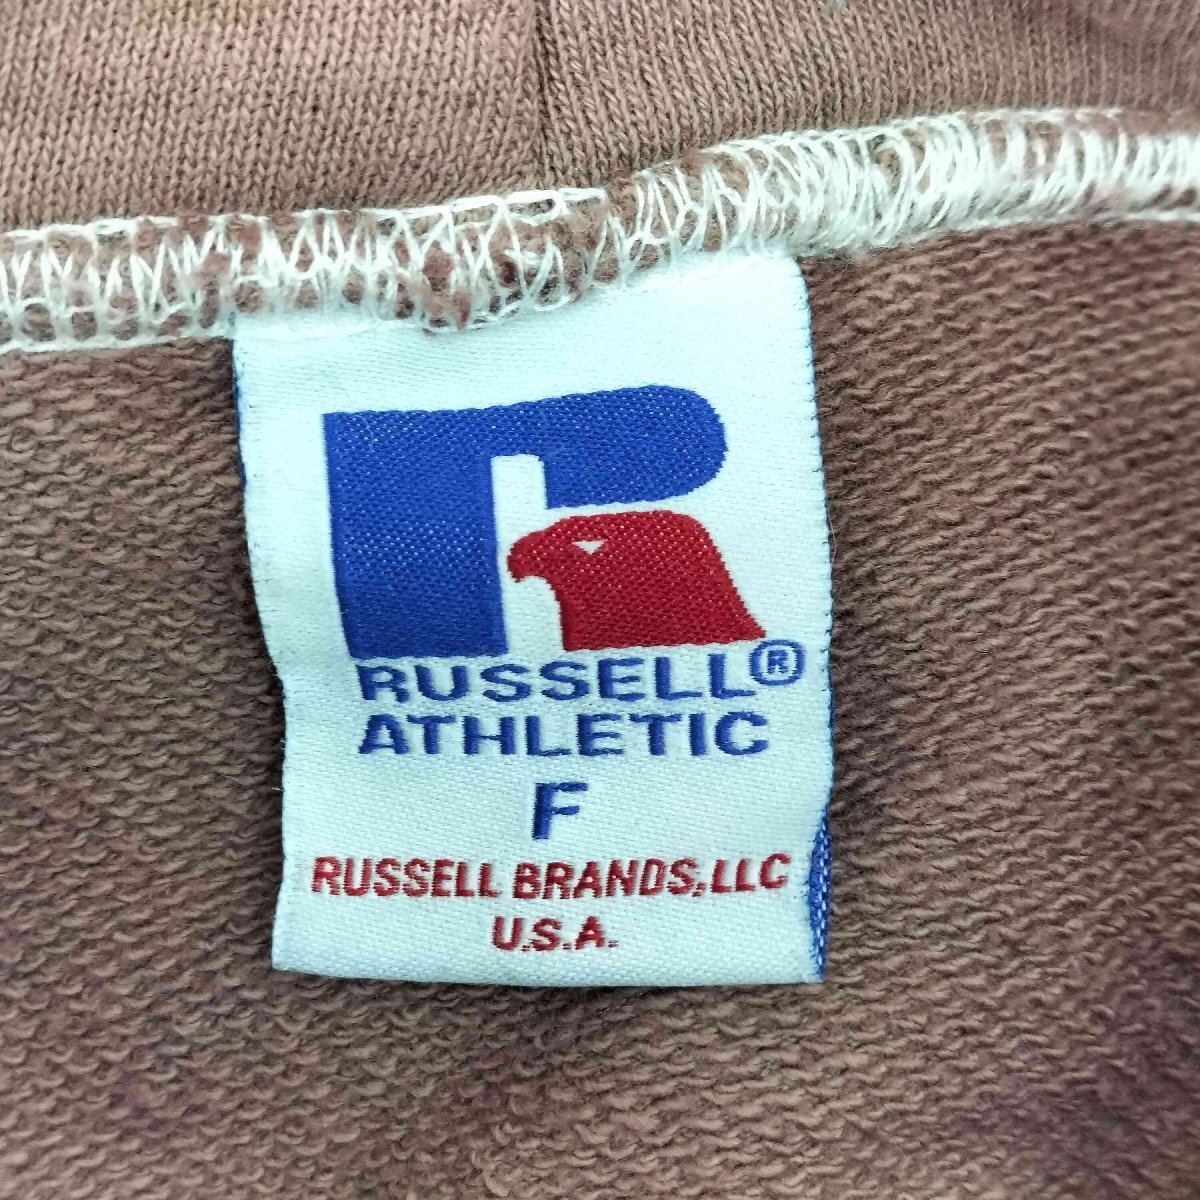 RUSSELL®
ATHLETIC
F
RUSSELL BRANDS,LLC
U.S.A.